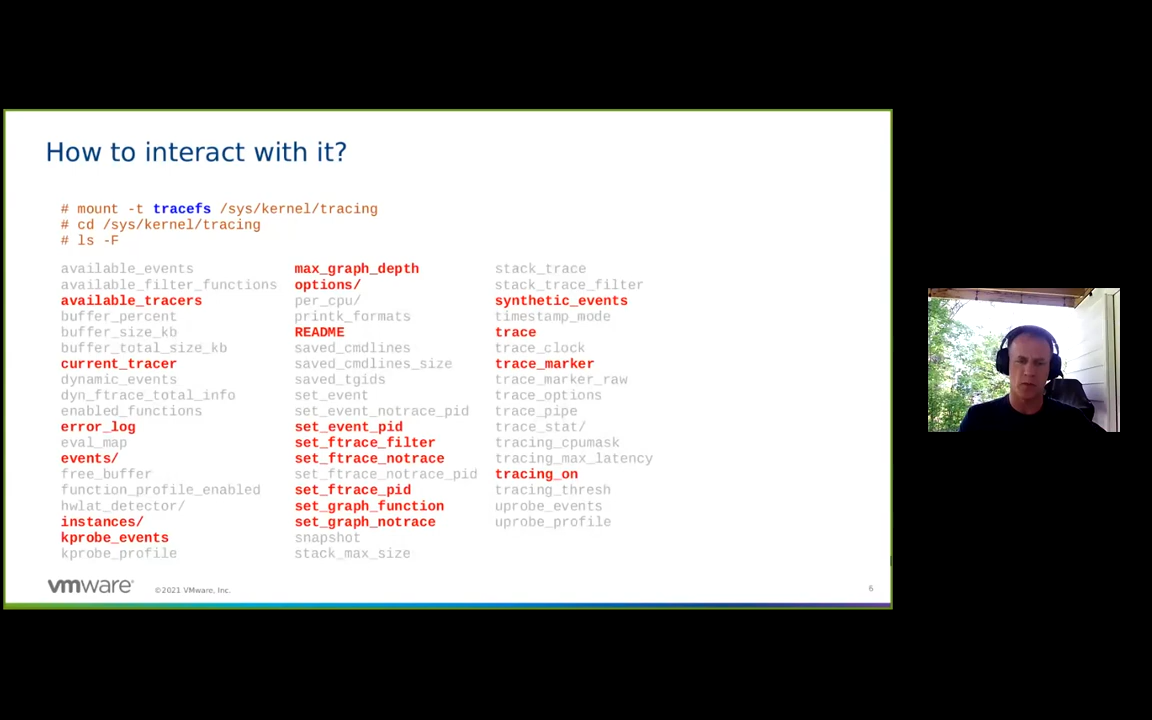 How to interact with it?
# mount -t tracefs /sys/kernel/tracing
# cd /sys/kernel/tracing
# ls -F
available_events
available_filter_functions
available_tracers
buffer_percent
buffer_size_kb
buffer_total_size_kb
current_tracer
dynamic_events
dyn_ftrace_total_info
enabled_functions
error_log
eval_map
events/
free_buffer
function_profile_enabled
hwlat_detector/
instances/
kprobe_events
kprobe_profile
max_graph_depth
options/
per_cpu/
printk_formats
README
saved_cmdlines
saved_cmdlines_size
saved_tgids
set_event
set_event_notrace_pid
set_event_pid
set_ftrace_filter
set_ftrace_notrace
set_ftrace_notrace_pid
set_ftrace_pid
set_graph_function
set_graph_notrace
snapshot
stack_max_size
stack_trace
stack_trace_filter
synthetic_events
timestamp_mode
trace
trace_clock
trace_marker
trace_marker_raw
trace_options
trace_pipe
trace_stat/
tracing_cpumask
tracing_max_latency
tracing_on
tracing_thresh
uprobe_events
uprobe_profile
vmware®
©2021 VMware, Inc.
6